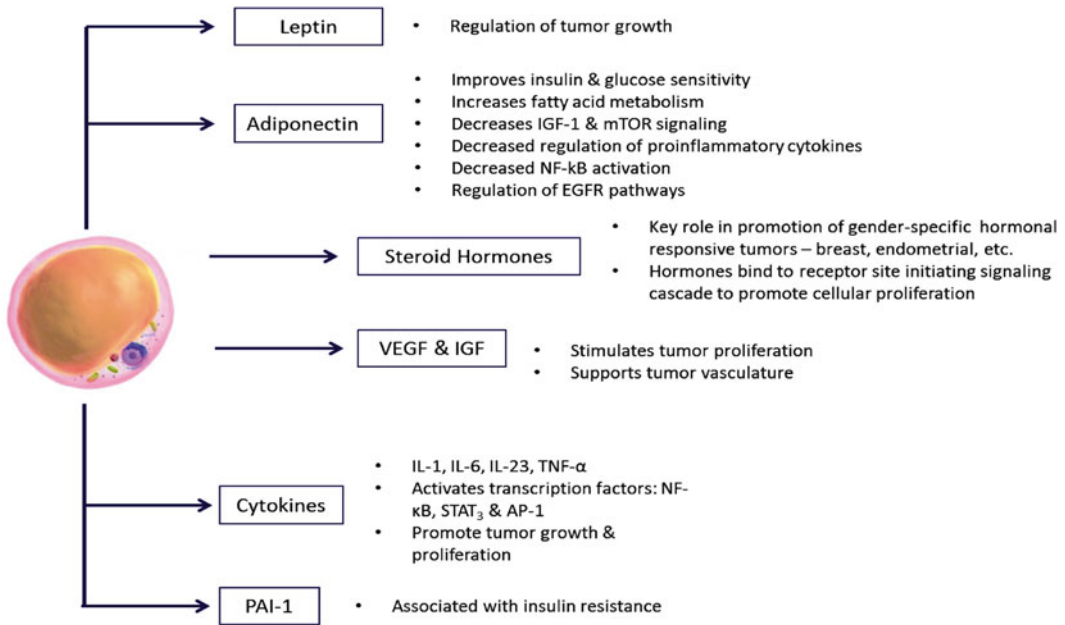 Leptin
• Regulation of tumor growth
Adiponectin
• Improves insulin & glucose sensitivity
• Increases fatty acid metabolism
• Decreases IGF-1 & mTOR signaling
• Decreased regulation of proinflammatory cytokines
• Decreased NF-kB activation
• Regulation of EGFR pathways
Steroid Hormones
• Key role in promotion of gender-specific hormonal
responsive tumors – breast, endometrial, etc.
• Hormones bind to receptor site initiating signaling
cascade to promote cellular proliferation
VEGF & IGF
• Stimulates tumor proliferation
• Supports tumor vasculature
Cytokines
• IL-1, IL-6, IL-23, TNF-α
• Activates transcription factors: NF-
κB, STAT₃ & AP-1
• Promote tumor growth &
proliferation
PAI-1
• Associated with insulin resistance